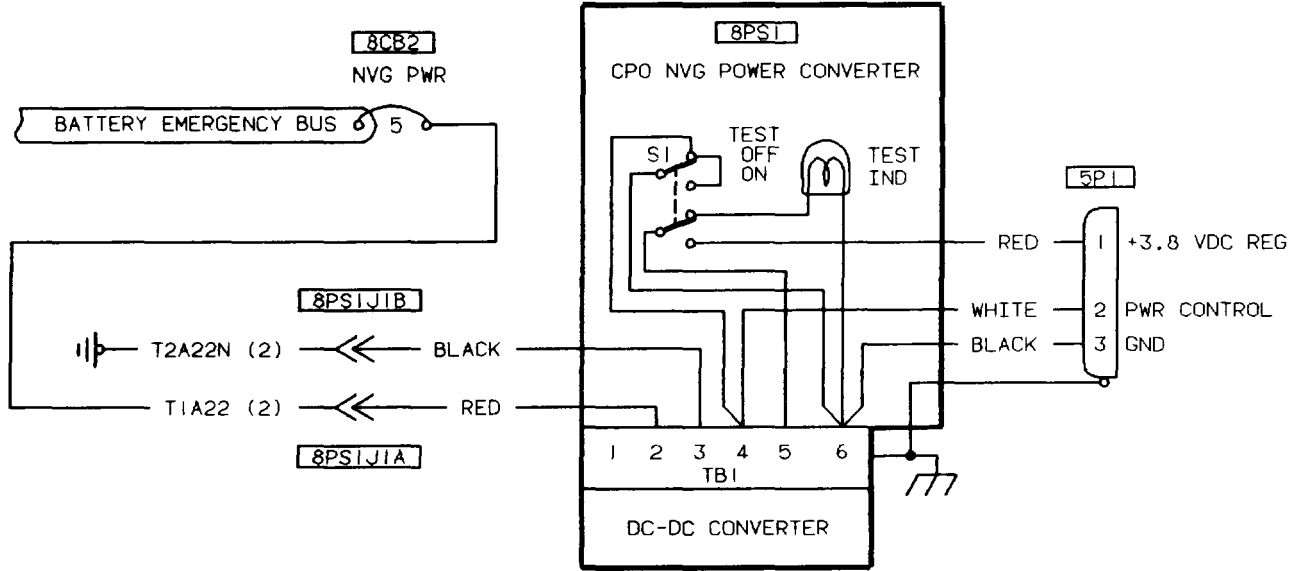 8CB2
NVG PWR
BATTERY EMERGENCY BUS
5
8PS1
CPO NVG POWER CONVERTER
S1
TEST
OFF
ON
TEST
IND
5P1
RED
1
+3.8 VDC REG
WHITE
2
PWR CONTROL
BLACK
3
GND
8PS1J1B
T2A22N (2)
BLACK
T1A22 (2)
RED
8PS1J1A
1 2 3 4 5 6
TB1
DC-DC CONVERTER